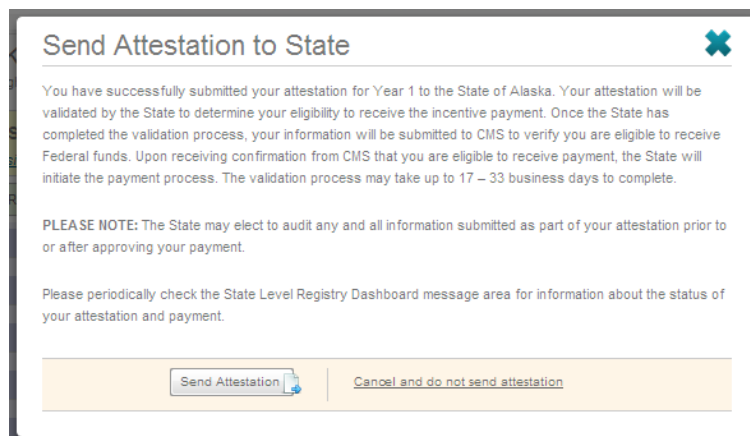 Send Attestation to State
You have successfully submitted your attestation for Year 1 to the State of Alaska. Your attestation will be
validated by the State to determine your eligibility to receive the incentive payment. Once the State has
completed the validation process, your information will be submitted to CMS to verify you are eligible to receive
Federal funds. Upon receiving confirmation from CMS that you are eligible to receive payment, the State will
initiate the payment process. The validation process may take up to 17 – 33 business days to complete.
PLEASE NOTE: The State may elect to audit any and all information submitted as part of your attestation prior to
or after approving your payment.
Please periodically check the State Level Registry Dashboard message area for information about the status of
your attestation and payment.
Send Attestation
Cancel and do not send attestation